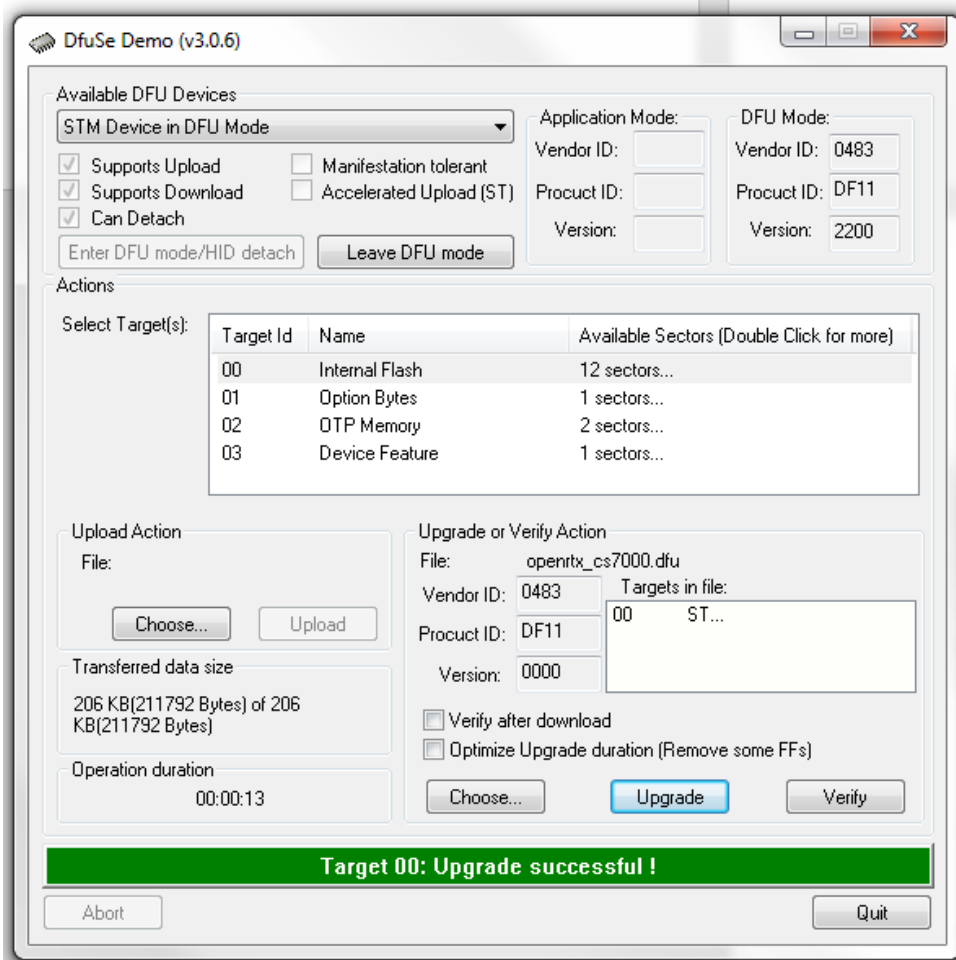 DfuSe Demo (v3.0.6)
Available DFU Devices
STM Device in DFU Mode
Supports Upload
Manifestation tolerant
Supports Download
Accelerated Upload (ST)
Can Detach
Enter DFU mode/HID detach
Leave DFU mode
Application Mode:
Vendor ID:
Procuct ID:
Version:
DFU Mode:
Vendor ID: 0483
Procuct ID: DF11
Version: 2200
Actions
Select Target(s):
Target Id Name Available Sectors (Double Click for more)
00 Internal Flash 12 sectors...
01 Option Bytes 1 sectors...
02 OTP Memory 2 sectors...
03 Device Feature 1 sectors...
Upload Action
File:
Choose... Upload
Transferred data size
206 KB(211792 Bytes) of 206
KB(211792 Bytes)
Operation duration
00:00:13
Upgrade or Verify Action
File: openrtx_cs7000.dfu
Vendor ID: 0483
Procuct ID: DF11
Version: 0000
Targets in file:
00 ST...
Verify after download
Optimize Upgrade duration (Remove some FFs)
Choose... Upgrade Verify
Target 00: Upgrade successful !
Abort Quit